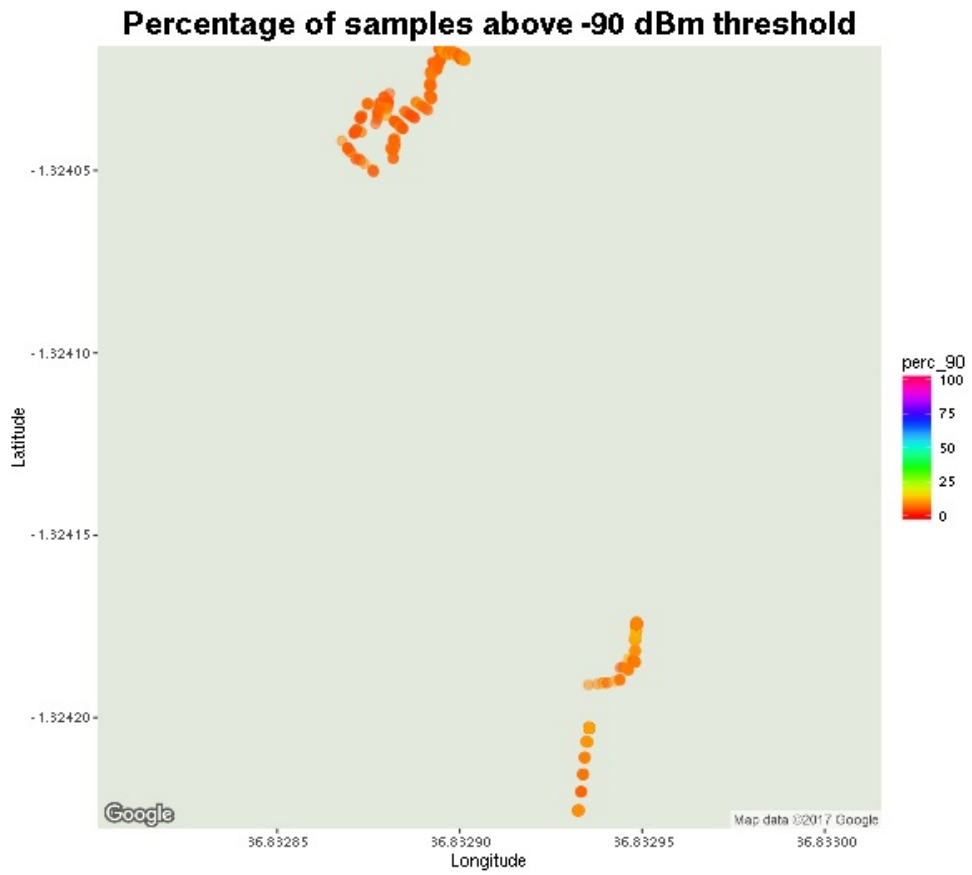 Percentage of samples above -90 dBm threshold
-1.32405
-1.32410
-1.32415
-1.32420
Latitude
perc_90
100
75
50
25
0
Google
Map data ©2017 Google
36.83285
36.83290
36.83295
36.83300
Longitude